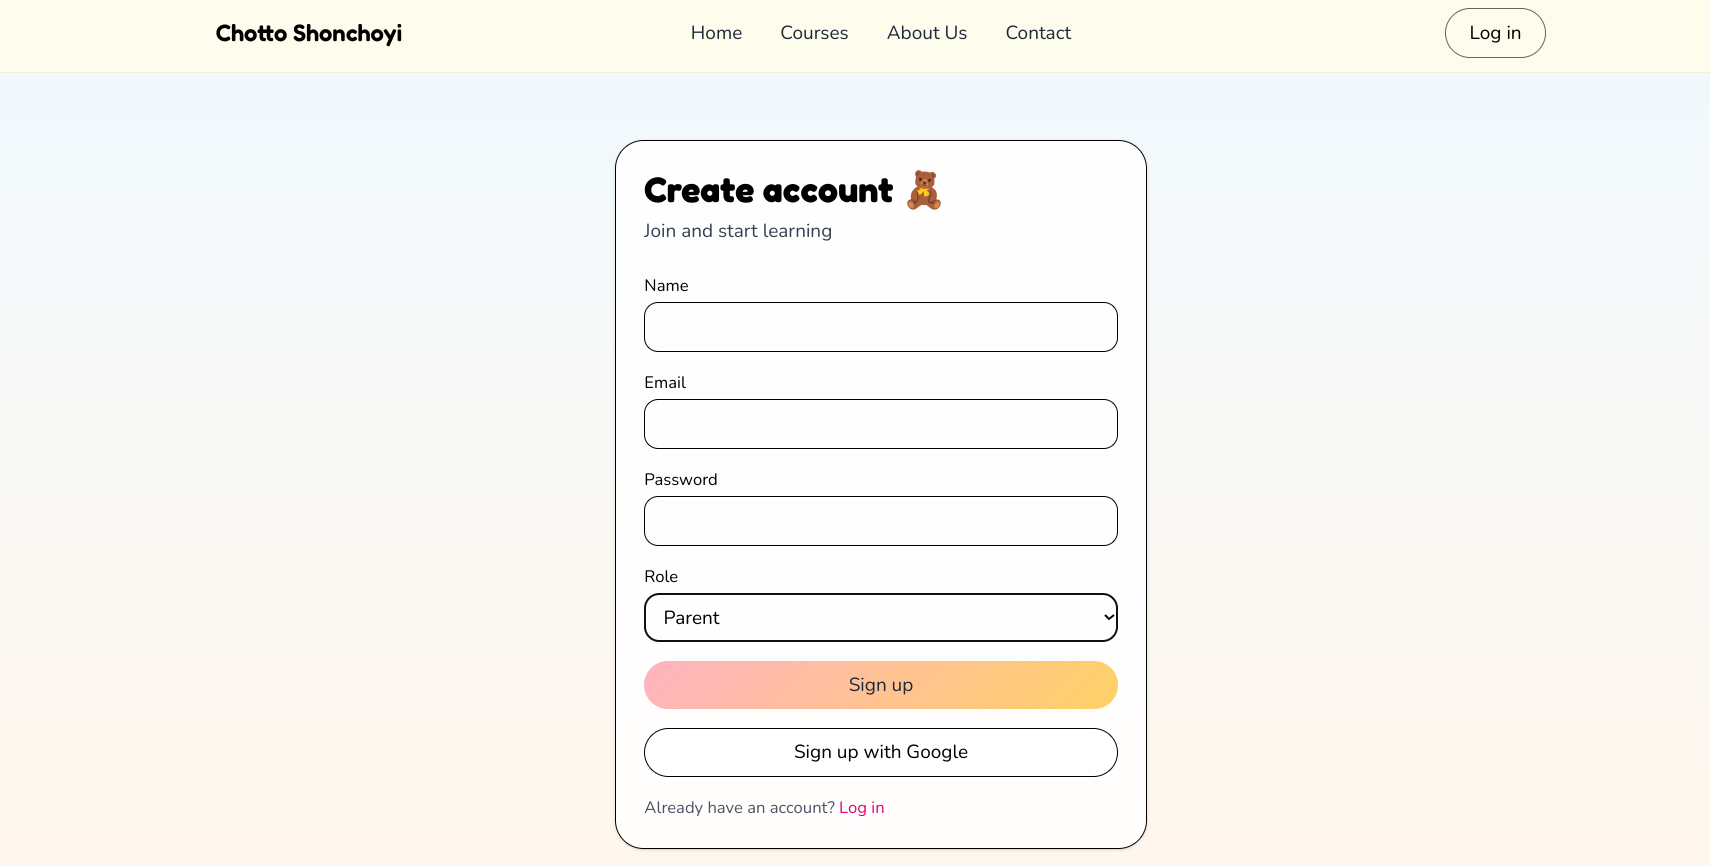 Chotto Shonchoyi
Home Courses About Us Contact
Log in
Create account 🧸
Join and start learning
Name
Email
Password
Role
Parent
Sign up
Sign up with Google
Already have an account? Log in